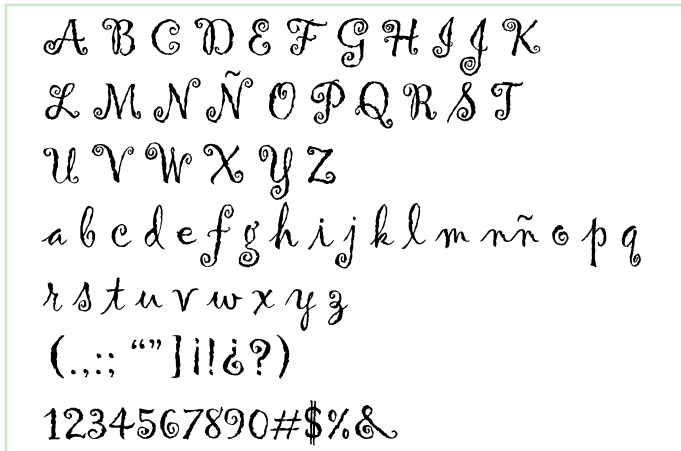 A B C D E F G H I J K
L M N Ñ O P Q R S T
U V W X Y Z
a b c d e f g h i j k l m n ñ o p q
r s t u v w x y z
(.,:; “” ] ¡!¿?)
1234567890#$%&